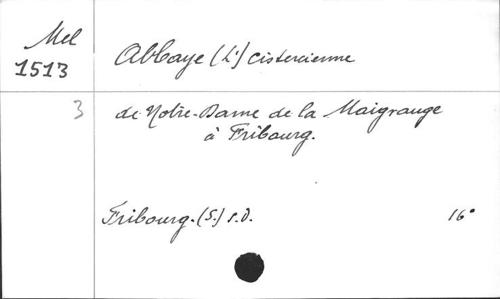 Mel
1513
3
Abbaye (L') cistercienne
de Notre-Dame de la Maigrauge
à Fribourg.
Fribourg. (S.) s.d.
16°